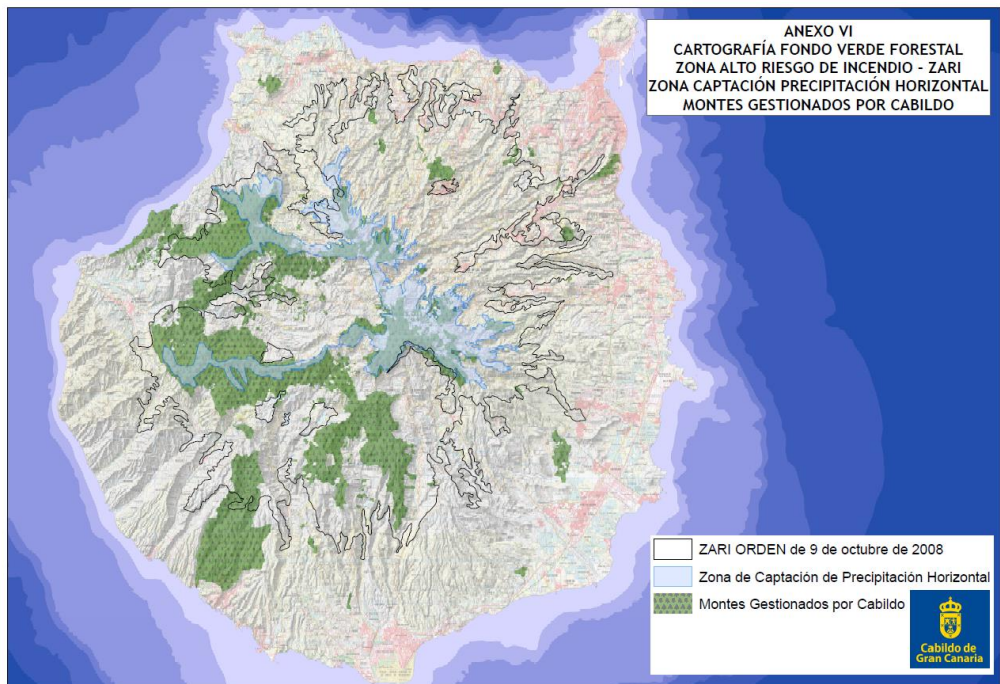 ANEXO VI
CARTOGRAFÍA FONDO VERDE FORESTAL
ZONA ALTO RIESGO DE INCENDIO - ZARI
ZONA CAPTACIÓN PRECIPITACIÓN HORIZONTAL
MONTES GESTIONADOS POR CABILDO
ZARI ORDEN de 9 de octubre de 2008
Zona de Captación de Precipitación Horizontal
Montes Gestionados por Cabildo
Cabildo de
Gran Canaria